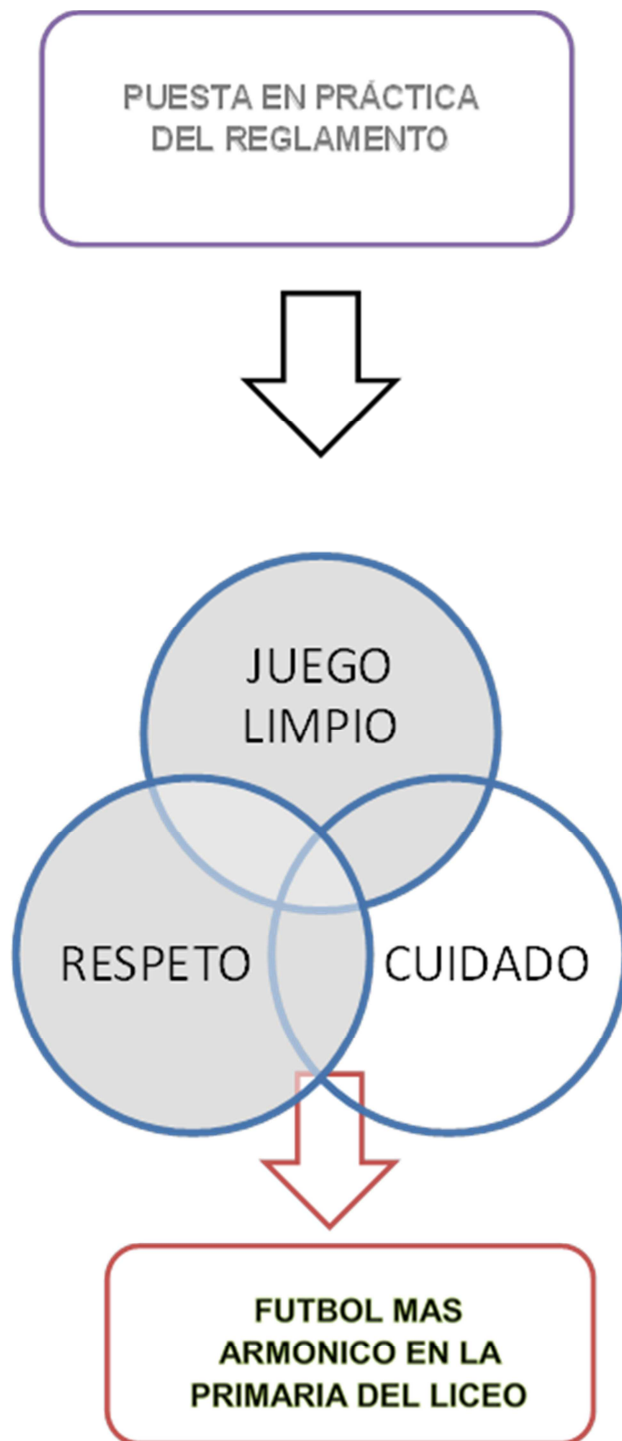 PUESTA EN PRÁCTICA
DEL REGLAMENTO
JUEGO
LIMPIO
RESPETO
CUIDADO
FUTBOL MAS
ARMONICO EN LA
PRIMARIA DEL LICEO